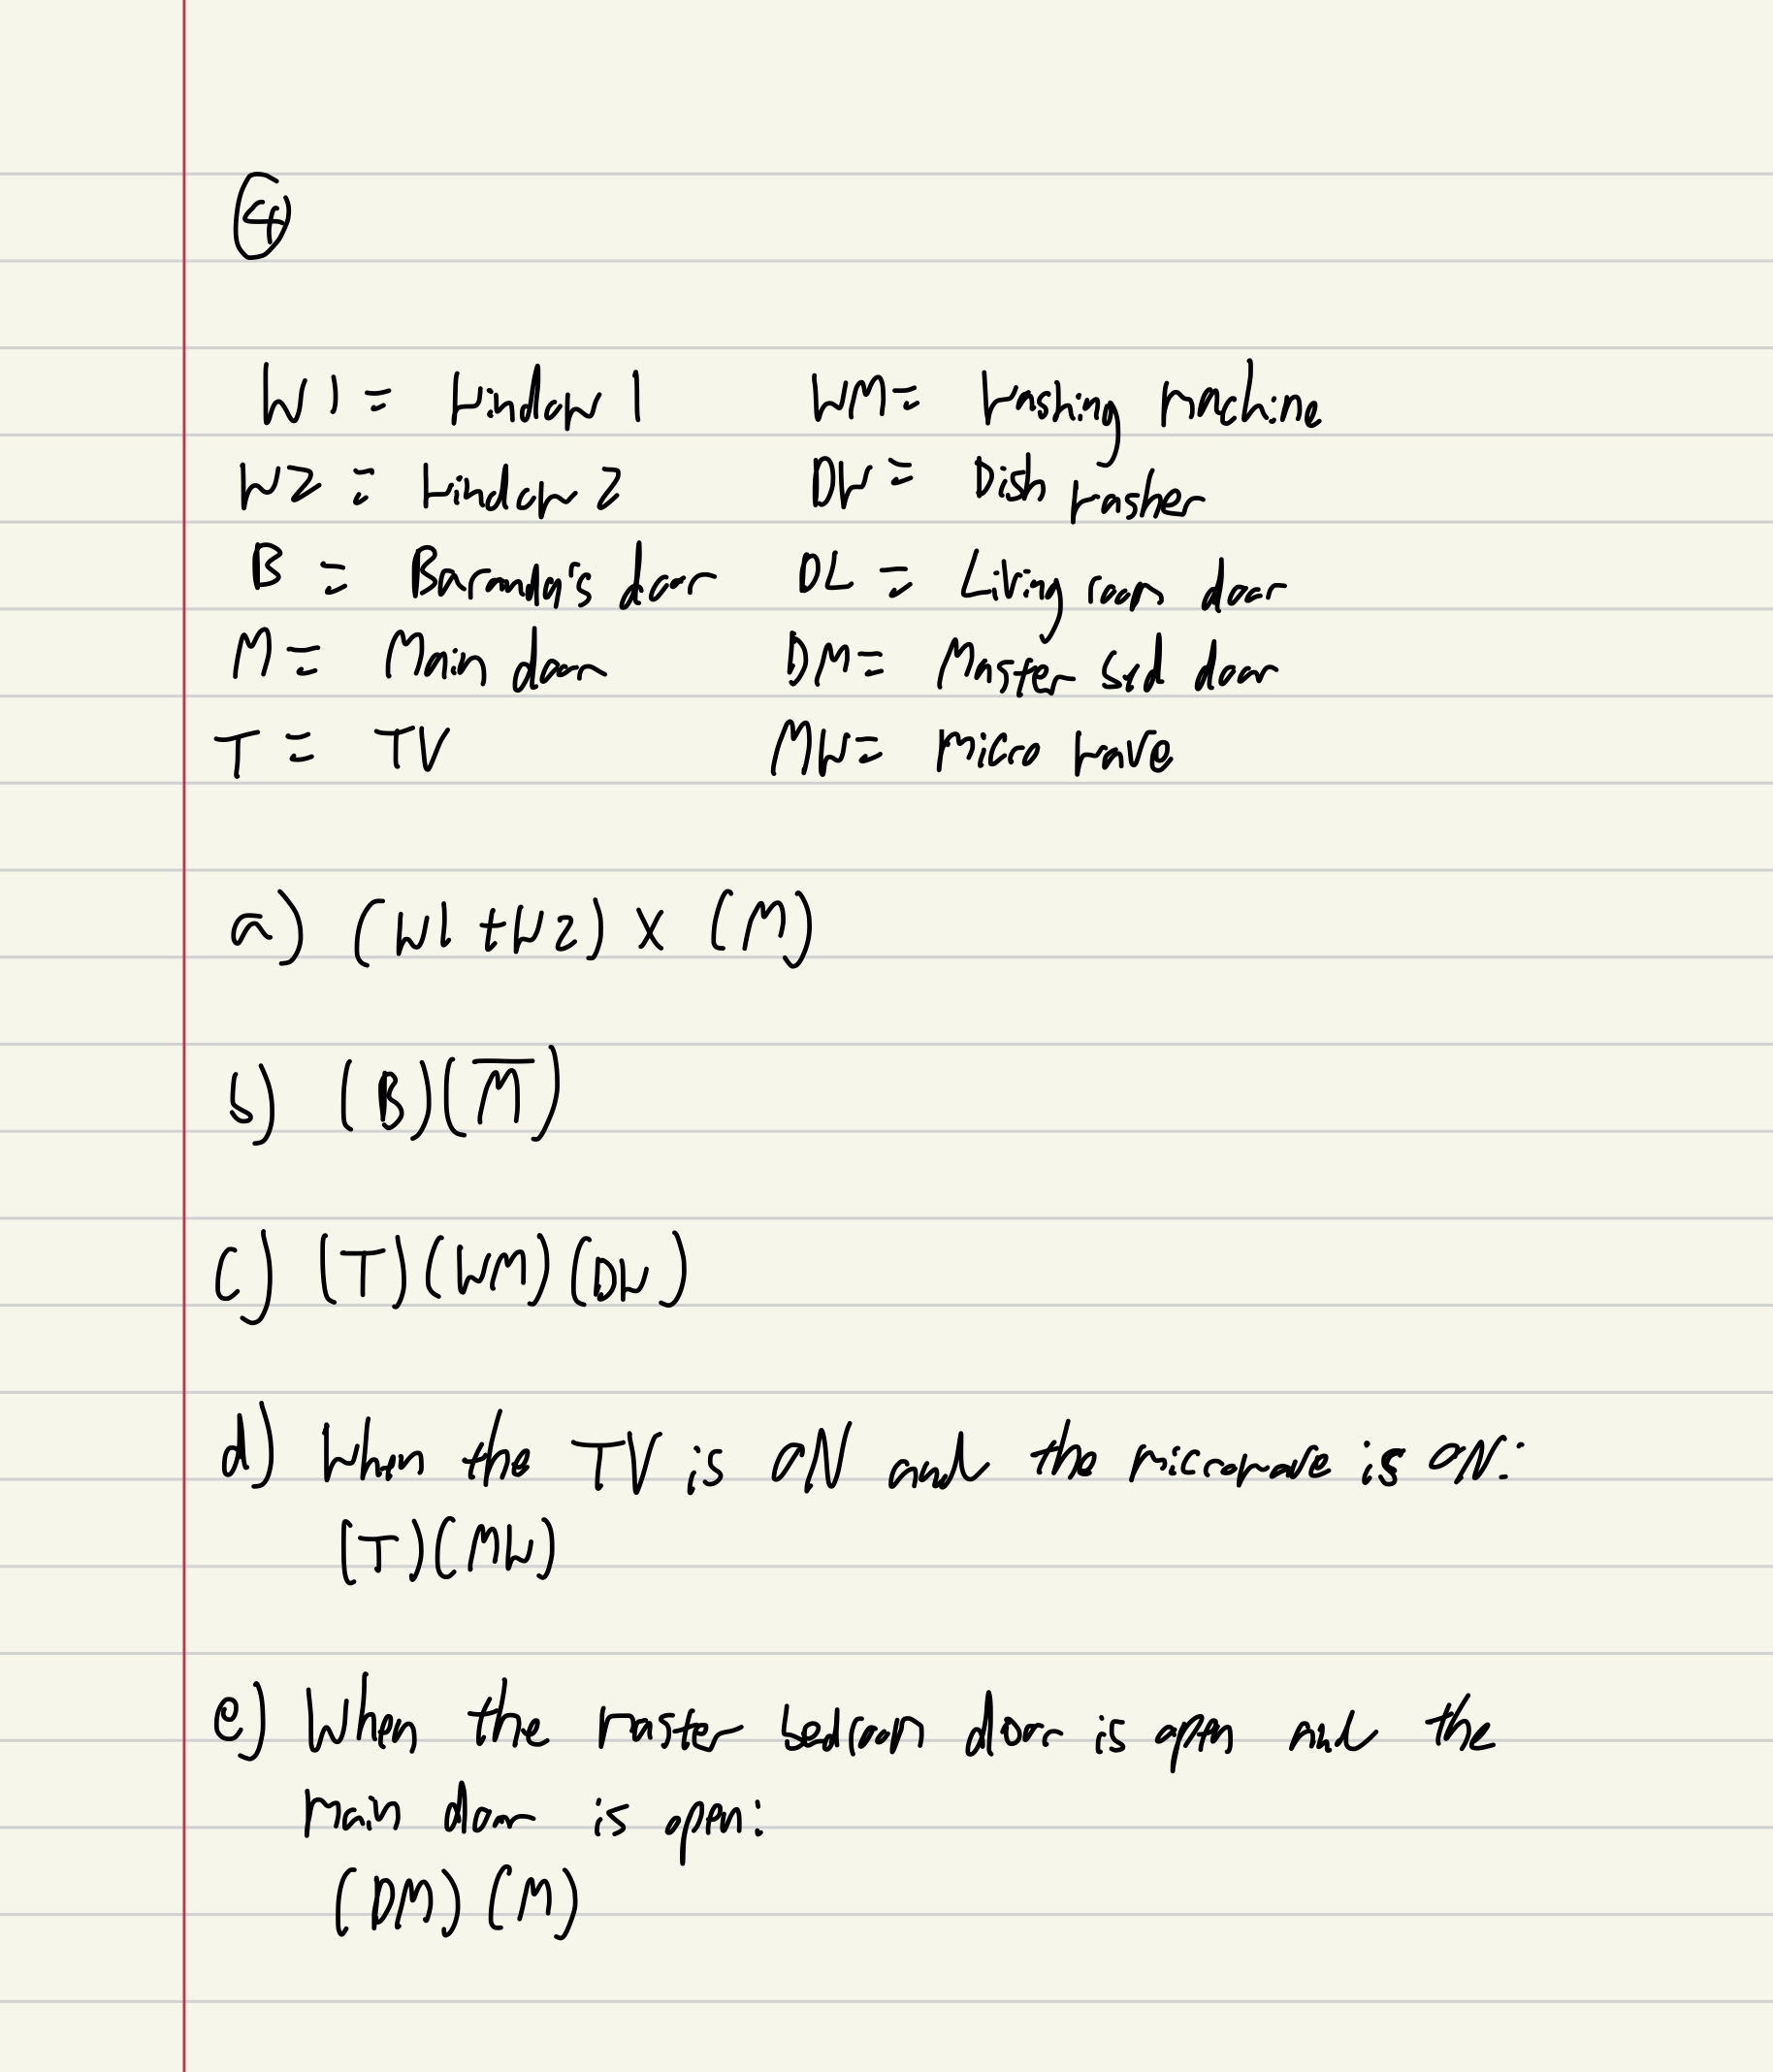 4
W1 = Window 1 WM = Washing machine
W2 = Window 2 DW = Dish washer
B = door DL = Living room door
M = Main door DM = Master bed door
T = TV MW = Micro wave
a) (W1 + W2) x (M)
b) (B)(M̅)
c) (T)(WM)(DW)
d) When the TV is ON and the microwave is ON:
(T)(MW)
e) When the master bedroom door is open and the
main door is open:
(DM) (M)